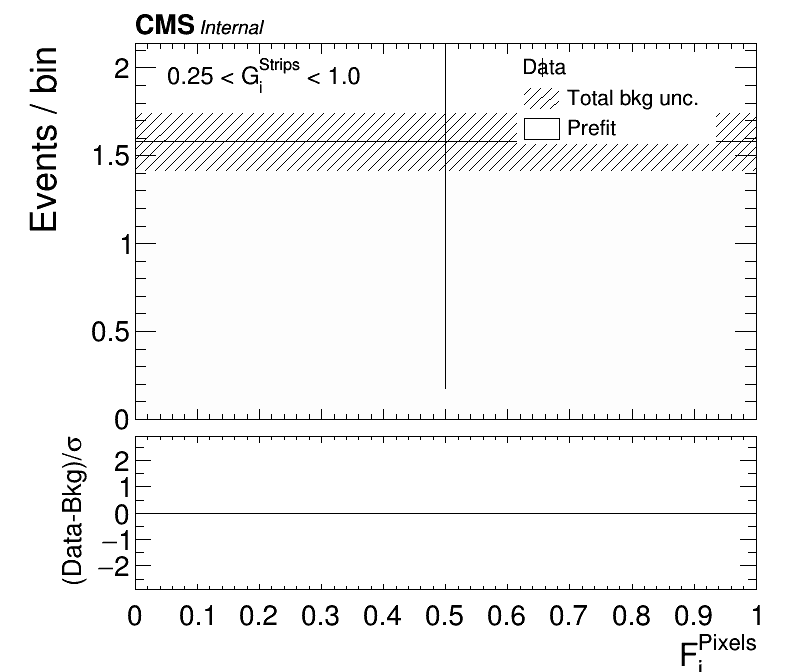 CMS Internal
0.25 < G_i^Strips < 1.0
Data
Total bkg unc.
Prefit
Events / bin
2
1.5
1
0.5
0
(Data-Bkg)/σ
2
1
0
−1
−2
0 0.1 0.2 0.3 0.4 0.5 0.6 0.7 0.8 0.9 1
F_i^Pixels